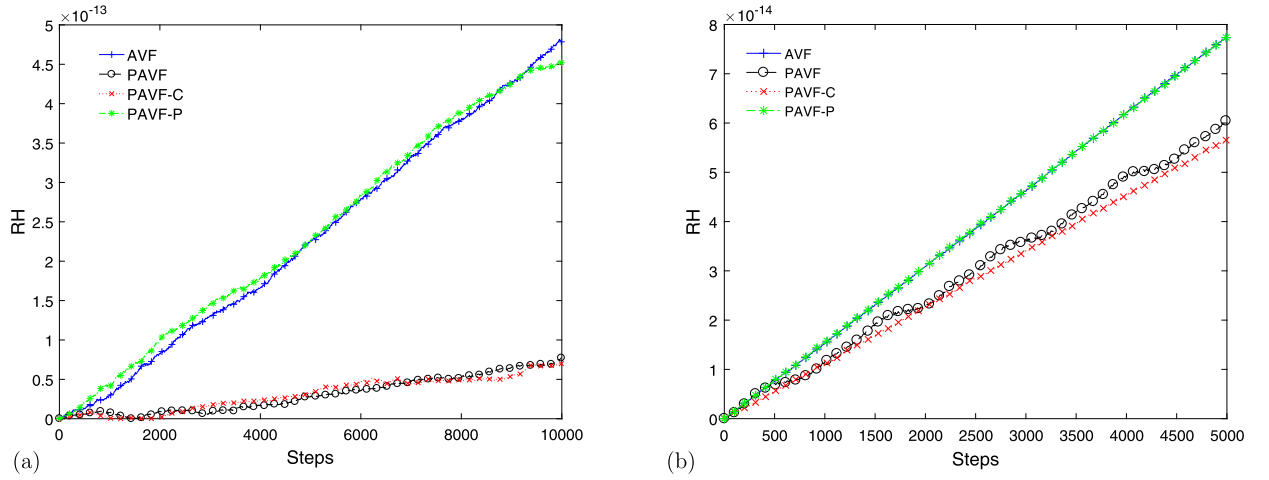 ×10⁻¹³
5
4.5
4
3.5
3
2.5
2
1.5
1
0.5
0
RH
AVF
PAVF
PAVF-C
PAVF-P
0 2000 4000 6000 8000 10000
Steps
(a)
×10⁻¹⁴
8
7
6
5
4
3
2
1
0
RH
AVF
PAVF
PAVF-C
PAVF-P
0 500 1000 1500 2000 2500 3000 3500 4000 4500 5000
Steps
(b)